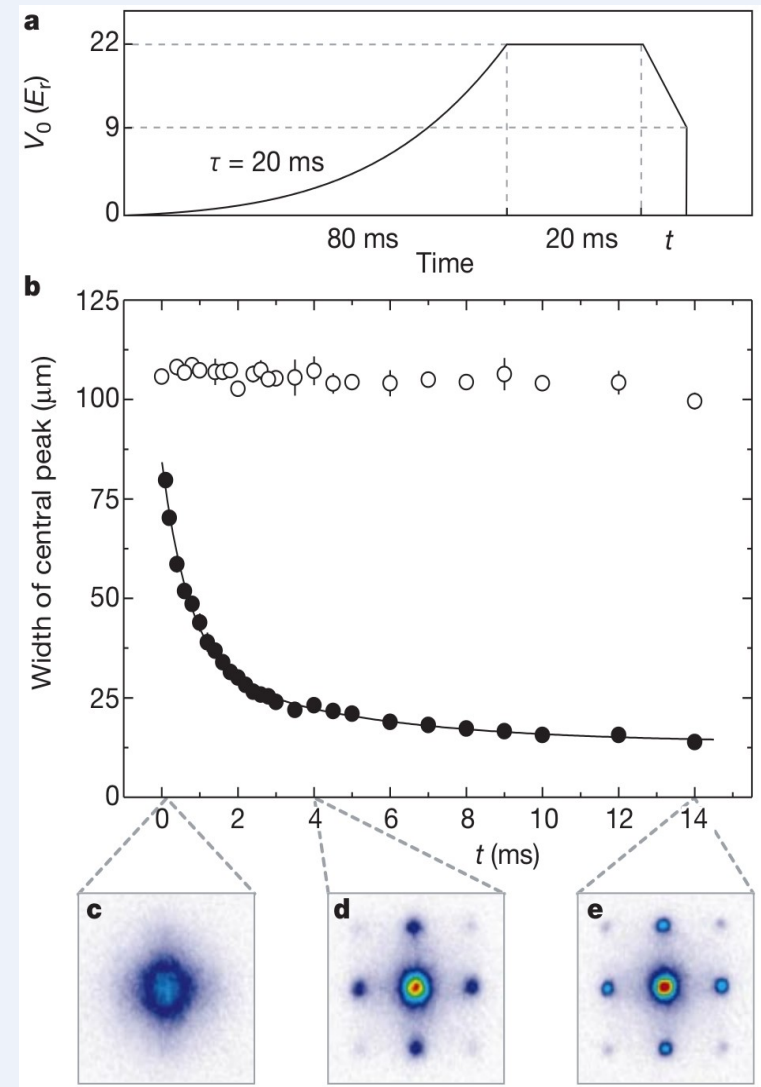 a
V₀ (Eᵣ)
22
9
0
τ = 20 ms
80 ms
20 ms
t
Time
b
Width of central peak (μm)
125
100
75
50
25
0
0 2 4 6 8 10 12 14
t (ms)
c
d
e